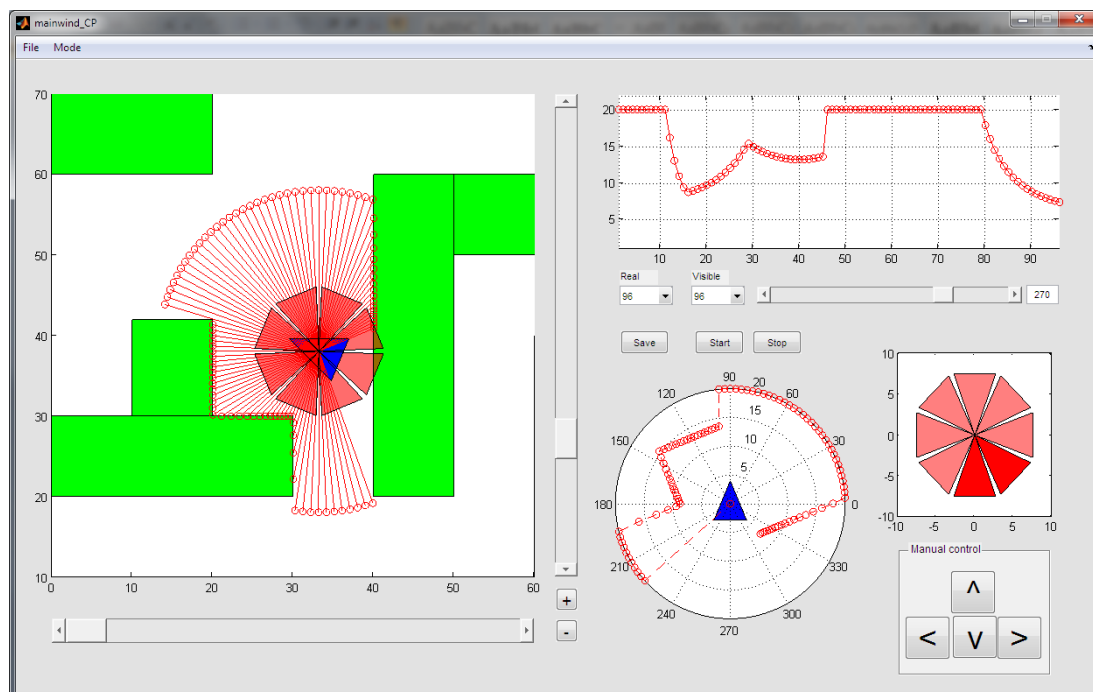 mainwind_CP
File Mode
70
60
50
40
30
20
10
0 10 20 30 40 50 60
+
-
20
15
10
5
10 20 30 40 50 60 70 80 90
Real Visible
96 96 270
Save Start Stop
90
120 20 60
15
150 10 30
5
180 0
210 330
240 300
270
10
5
0
-5
-10
-10 -5 0 5 10
Manual control
^
< v >